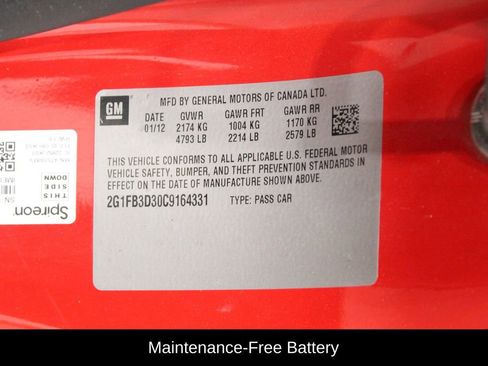 GM
MFD BY GENERAL MOTORS OF CANADA LTD.
DATE GVWR GAWR FRT GAWR RR
01/12 2174 KG 1004 KG 1170 KG
4793 LB 2214 LB 2579 LB
THIS VEHICLE CONFORMS TO ALL APPLICABLE U.S. FEDERAL MOTOR
VEHICLE SAFETY, BUMPER, AND THEFT PREVENTION STANDARDS IN
EFFECT ON THE DATE OF MANUFACTURE SHOWN ABOVE.
2G1FB3D30C9164331 TYPE: PASS CAR
THIS
SIDE
DOWN
Spireon
IMEI
SN
Maintenance-Free Battery